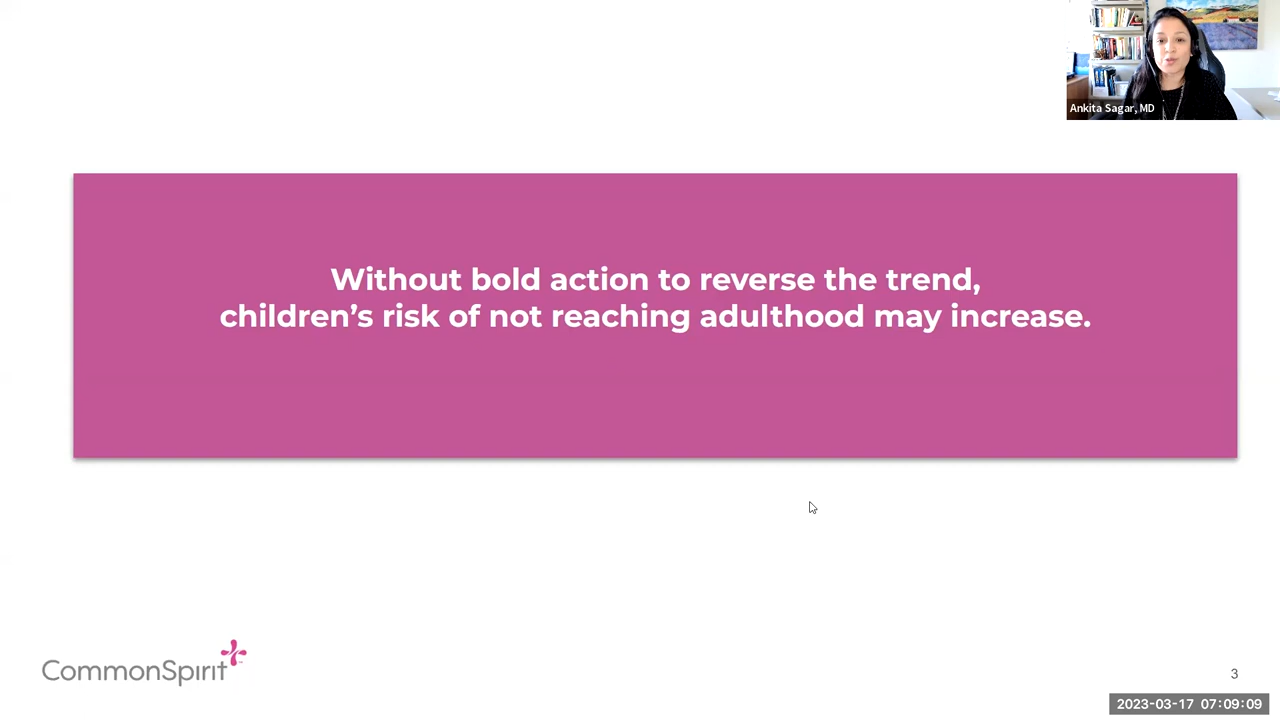 Ankita Sagar, MD
Without bold action to reverse the trend,
children’s risk of not reaching adulthood may increase.
CommonSpirit
3
2023-03-17 07:09:09